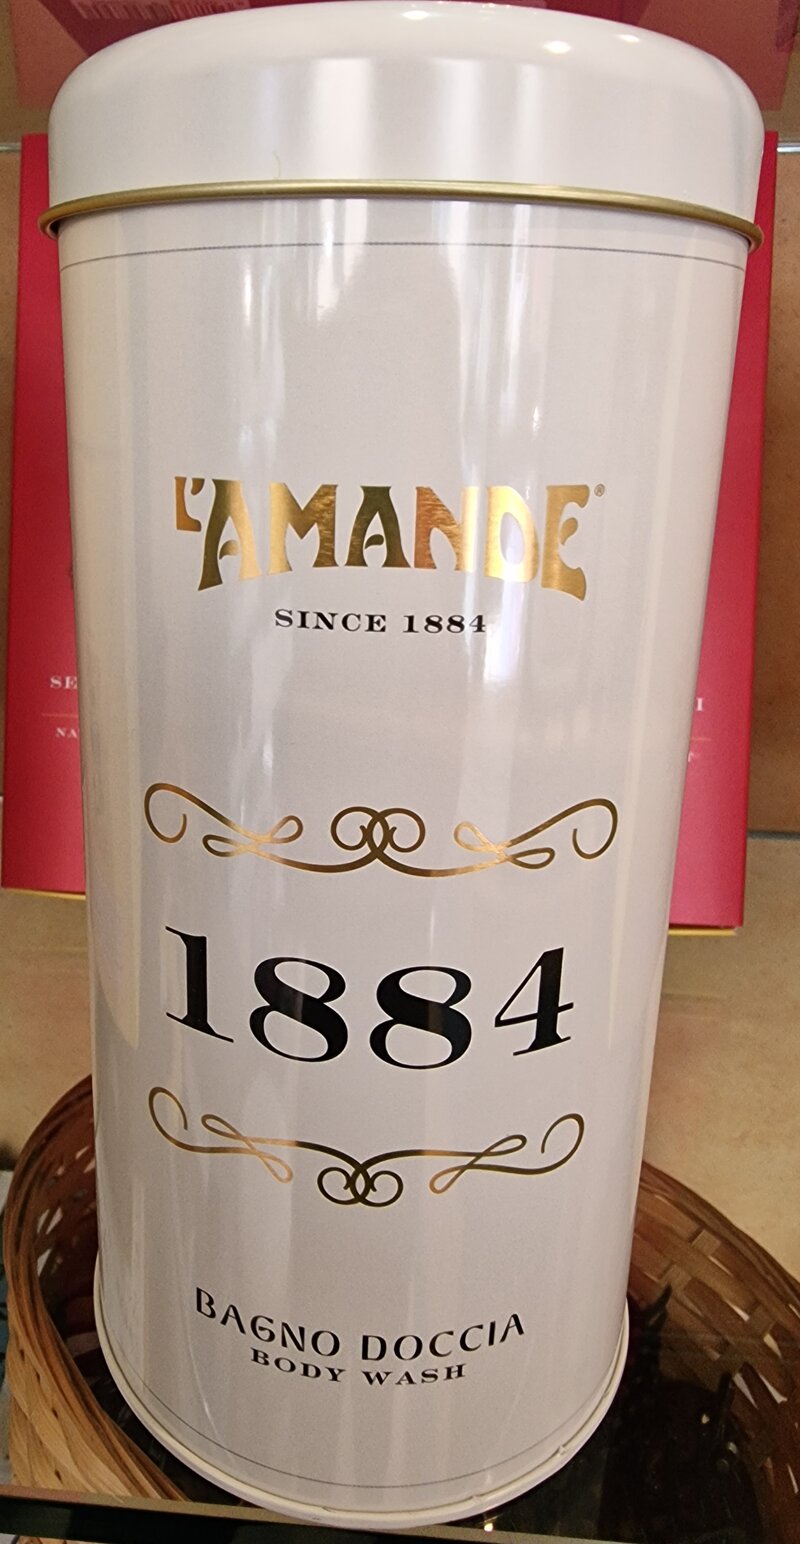 L'AMANDE®
SINCE 1884
1884
BAGNO DOCCIA
BODY WASH